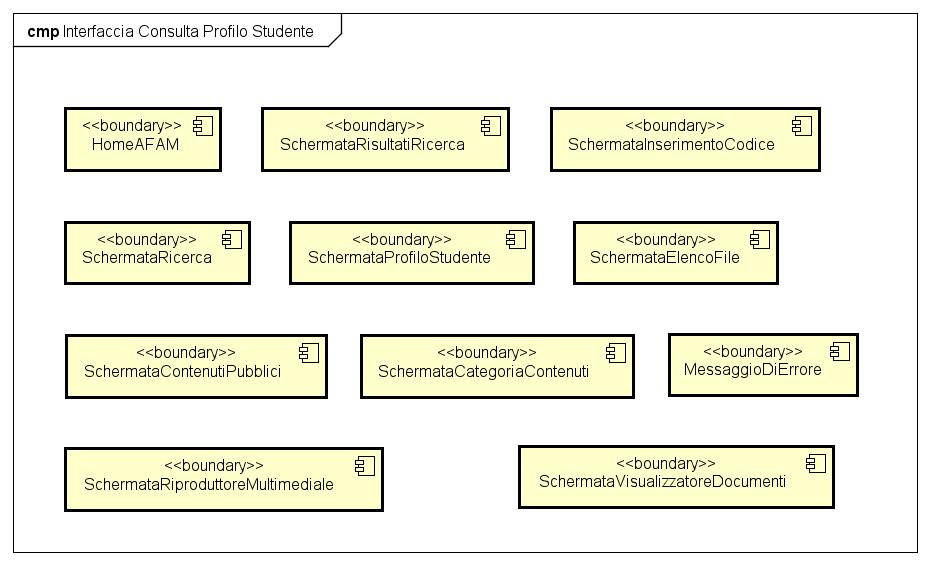 cmp Interfaccia Consulta Profilo Studente
<<boundary>>
HomeAFAM
<<boundary>>
SchermataRisultatiRicerca
<<boundary>>
SchermataInserimentoCodice
<<boundary>>
SchermataRicerca
<<boundary>>
SchermataProfiloStudente
<<boundary>>
SchermataElencoFile
<<boundary>>
SchermataContenutiPubblici
<<boundary>>
SchermataCategoriaContenuti
<<boundary>>
MessaggioDiErrore
<<boundary>>
SchermataRiproduttoreMultimediale
<<boundary>>
SchermataVisualizzatoreDocumenti